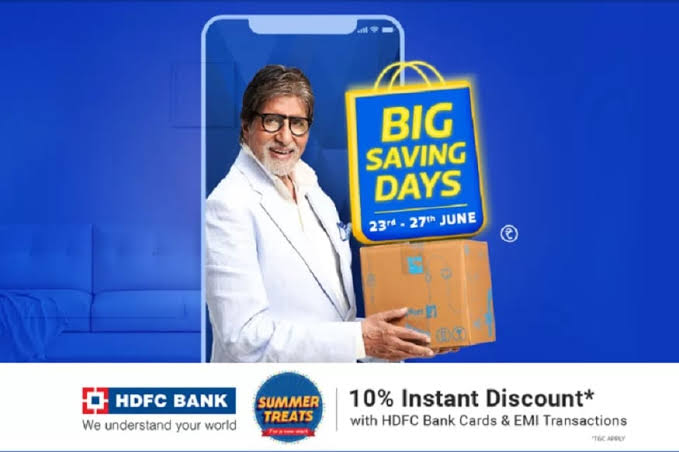 BIG
SAVING
DAYS
23rd - 27th JUNE
HDFC BANK
We understand your world
SUMMER
TREATS
10% Instant Discount*
with HDFC Bank Cards & EMI Transactions
*T&C APPLY